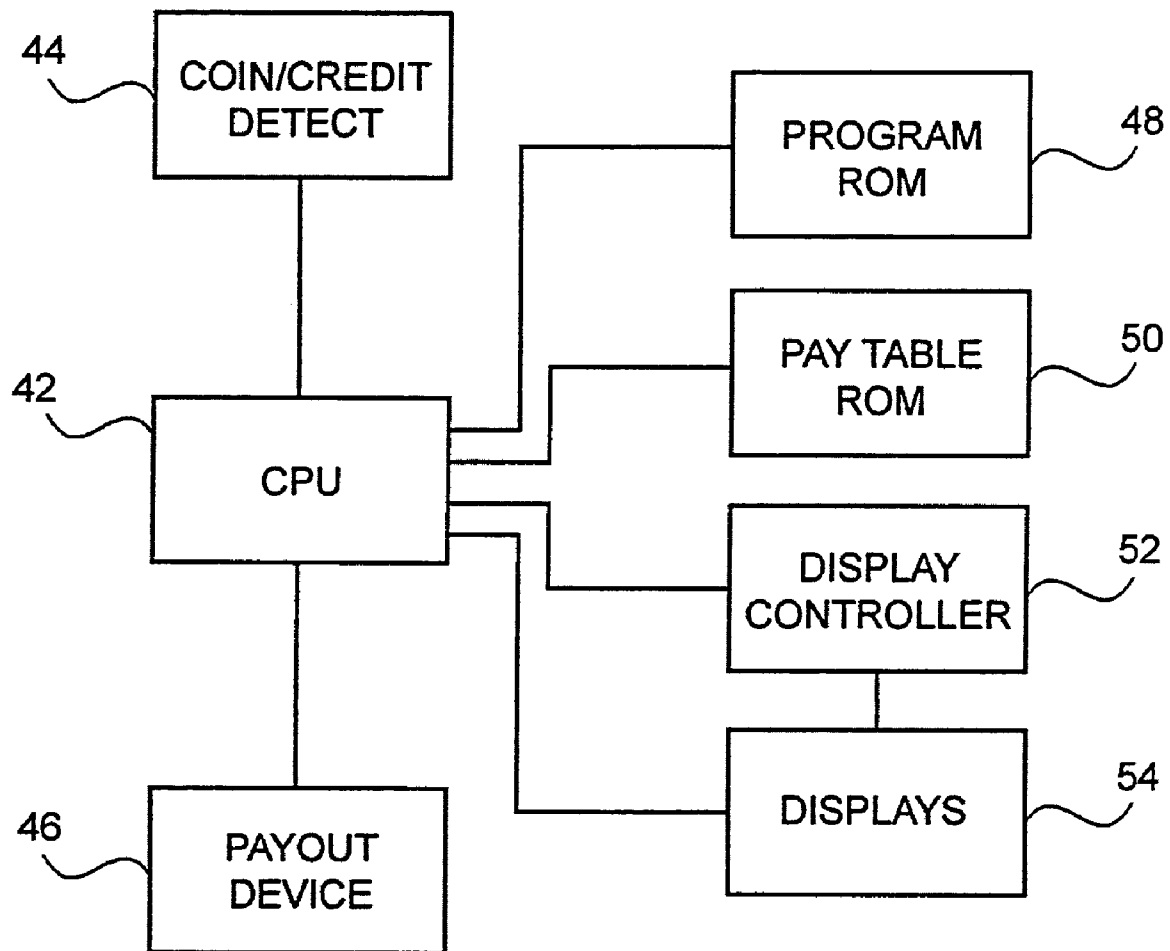 44
COIN/CREDIT
DETECT
PROGRAM
ROM
48
PAY TABLE
ROM
50
42
CPU
DISPLAY
CONTROLLER
52
DISPLAYS
54
46
PAYOUT
DEVICE